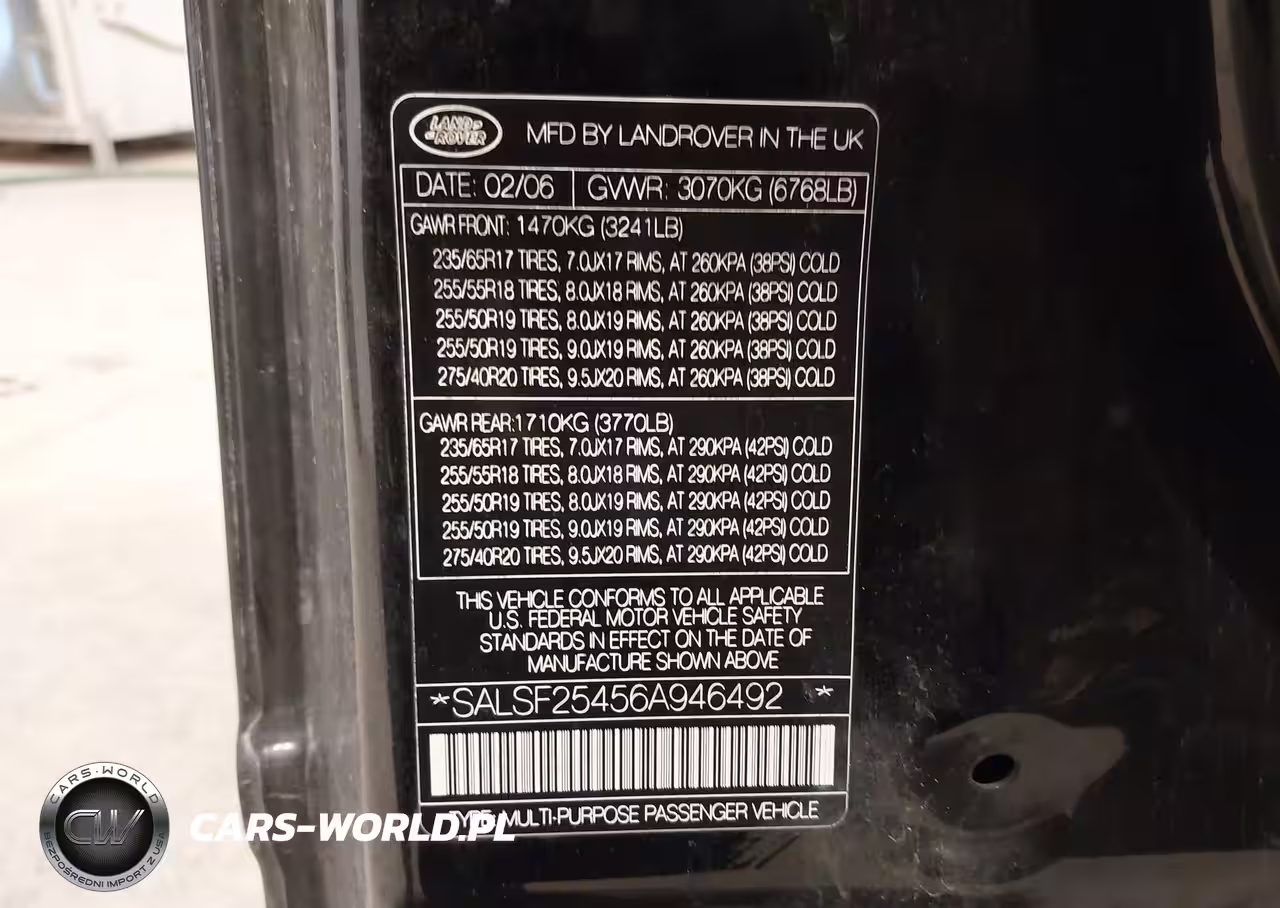 LAND ROVER
MFD BY LANDROVER IN THE UK
DATE: 02/06 GVWR: 3070KG (6768LB)
GAWR FRONT: 1470KG (3241LB)
235/65R17 TIRES, 7.0JX17 RIMS, AT 260KPA (38PSI) COLD
255/55R18 TIRES, 8.0JX18 RIMS, AT 260KPA (38PSI) COLD
255/50R19 TIRES, 8.0JX19 RIMS, AT 260KPA (38PSI) COLD
255/50R19 TIRES, 9.0JX19 RIMS, AT 260KPA (38PSI) COLD
275/40R20 TIRES, 9.5JX20 RIMS, AT 260KPA (38PSI) COLD
GAWR REAR:1710KG (3770LB)
235/65R17 TIRES, 7.0JX17 RIMS, AT 290KPA (42PSI) COLD
255/55R18 TIRES, 8.0JX18 RIMS, AT 290KPA (42PSI) COLD
255/50R19 TIRES, 8.0JX19 RIMS, AT 290KPA (42PSI) COLD
255/50R19 TIRES, 9.0JX19 RIMS, AT 290KPA (42PSI) COLD
275/40R20 TIRES, 9.5JX20 RIMS, AT 290KPA (42PSI) COLD
THIS VEHICLE CONFORMS TO ALL APPLICABLE
U.S. FEDERAL MOTOR VEHICLE SAFETY
STANDARDS IN EFFECT ON THE DATE OF
MANUFACTURE SHOWN ABOVE
*SALSF25456A946492 *
TYPE: MULTI-PURPOSE PASSENGER VEHICLE
CARS-WORLD
CW
BEZPOŚREDNI IMPORT Z USA
CARS-WORLD.PL